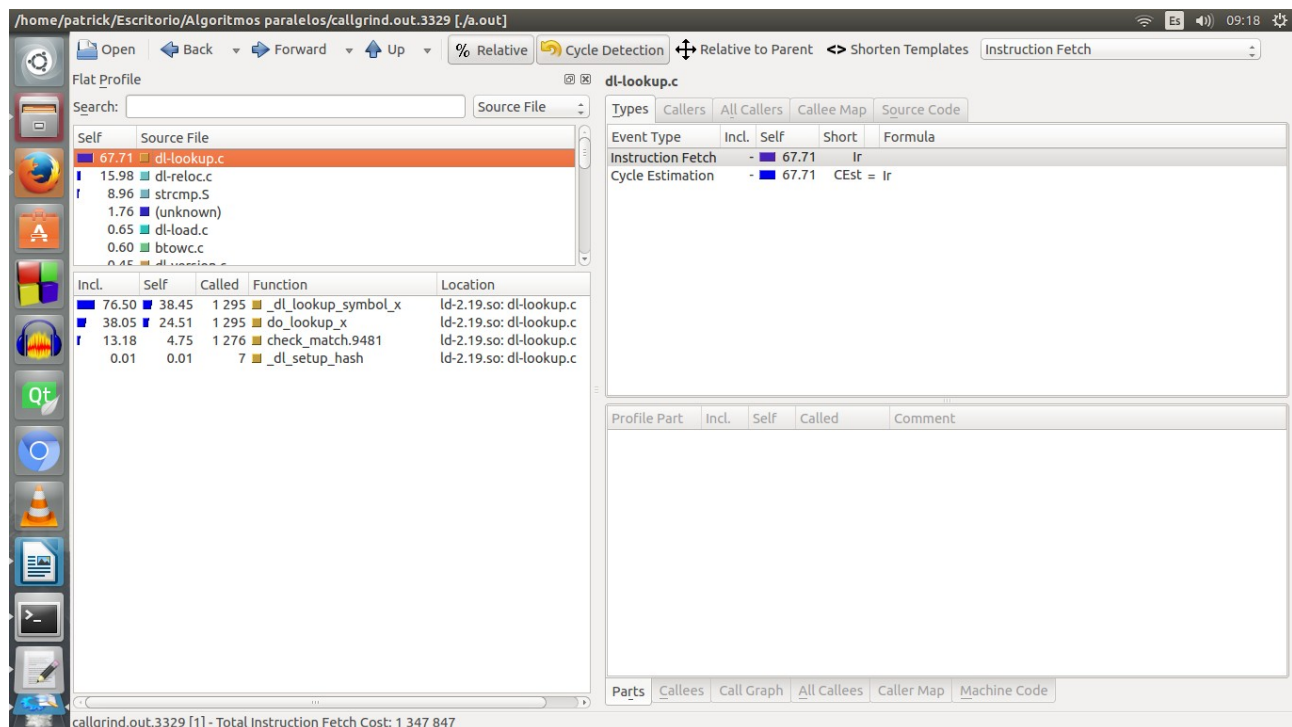 /home/patrick/Escritorio/Algoritmos paralelos/callgrind.out.3329 [./a.out] Es 09:18
Open Back Forward Up % Relative Cycle Detection Relative to Parent <> Shorten Templates Instruction Fetch
Flat Profile
Search: Source File
Self Source File
67.71 dl-lookup.c
15.98 dl-reloc.c
8.96 strcmp.S
1.76 (unknown)
0.65 dl-load.c
0.60 btowc.c
0.45 dl-version.c
Incl. Self Called Function Location
76.50 38.45 1 295 _dl_lookup_symbol_x ld-2.19.so: dl-lookup.c
38.05 24.51 1 295 do_lookup_x ld-2.19.so: dl-lookup.c
13.18 4.75 1 276 check_match.9481 ld-2.19.so: dl-lookup.c
0.01 0.01 7 _dl_setup_hash ld-2.19.so: dl-lookup.c
dl-lookup.c
Types Callers All Callers Callee Map Source Code
Event Type Incl. Self Short Formula
Instruction Fetch - 67.71 Ir
Cycle Estimation - 67.71 CEst = Ir
Profile Part Incl. Self Called Comment
Parts Callees Call Graph All Callees Caller Map Machine Code
callgrind.out.3329 [1] - Total Instruction Fetch Cost: 1 347 847
Qt